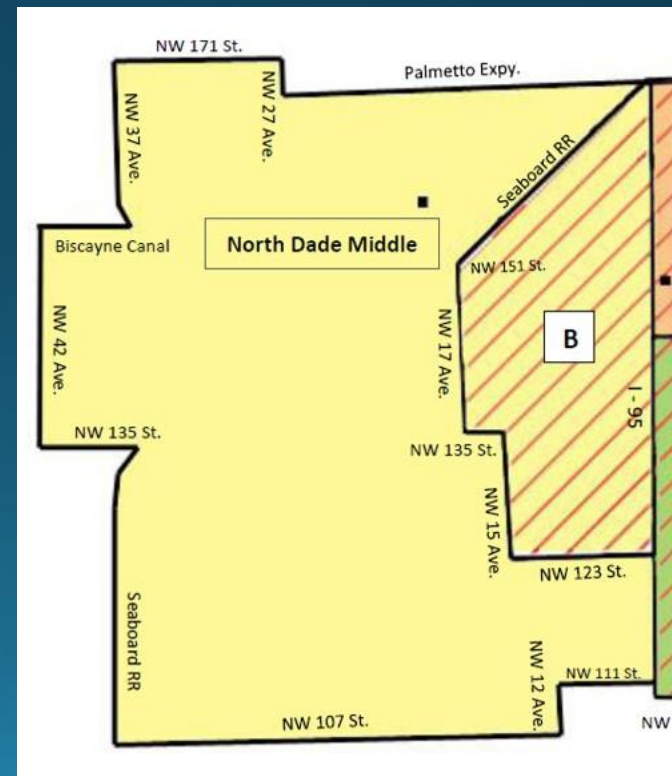 NW 171 St.
Palmetto Expy.
NW 27 Ave.
NW 37 Ave.
Seaboard RR
Biscayne Canal
North Dade Middle
NW 151 St.
NW 42 Ave.
NW 17 Ave.
B
I - 95
NW 135 St.
NW 135 St.
NW 15 Ave.
NW 123 St.
Seaboard RR
NW 12 Ave.
NW 111 St.
NW 107 St.
NW